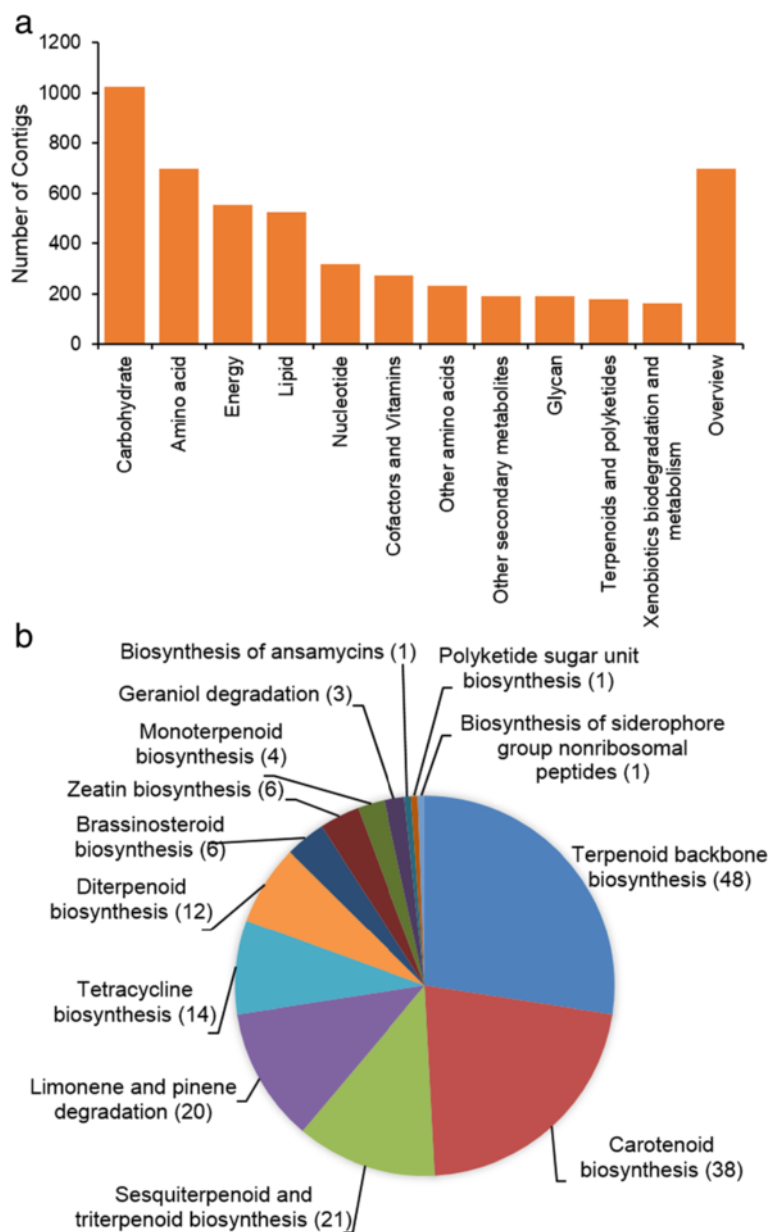 a
1200
1000
800
600
400
200
0
Number of Contigs
Carbohydrate
Amino acid
Energy
Lipid
Nucleotide
Cofactors and Vitamins
Other amino acids
Other secondary metabolites
Glycan
Terpenoids and polyketides
Xenobiotics biodegradation and
metabolism
Overview
b
Biosynthesis of ansamycins (1)
Geraniol degradation (3)
Monoterpenoid
biosynthesis (4)
Zeatin biosynthesis (6)
Brassinosteroid
biosynthesis (6)
Diterpenoid
biosynthesis (12)
Tetracycline
biosynthesis (14)
Limonene and pinene
degradation (20)
Sesquiterpenoid and
triterpenoid biosynthesis (21)
Polyketide sugar unit
biosynthesis (1)
Biosynthesis of siderophore
group nonribosomal
peptides (1)
Terpenoid backbone
biosynthesis (48)
Carotenoid
biosynthesis (38)